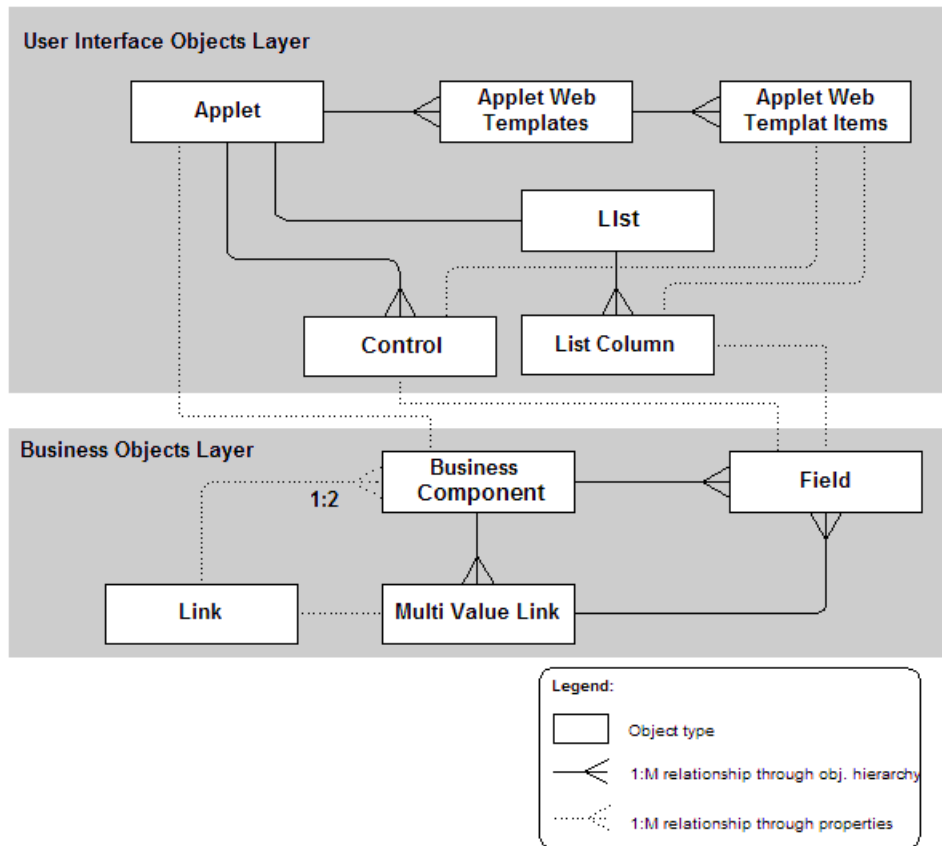 User Interface Objects Layer
Applet
Applet Web
Templates
Applet Web
Templat Items
LIst
Control
List Column
Business Objects Layer
Business
Component
Field
1:2
Link
Multi Value Link
Legend:
Object type
1:M relationship through obj. hierarchy
1:M relationship through properties